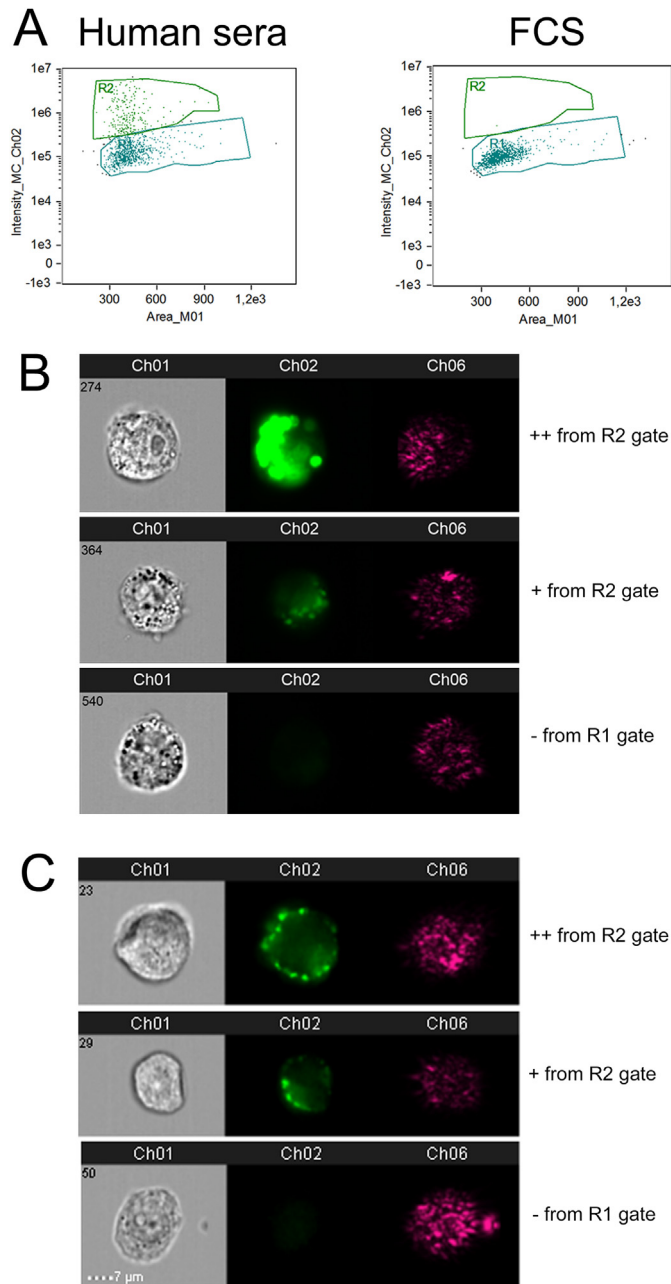 A
Human sera
FCS
1e7
1e6
1e5
1e4
1e3
0
-1e3
Intensity_MC_Ch02
R2
R1
300 600 900 1,2e3
Area_M01
1e7
1e6
1e5
1e4
1e3
0
-1e3
Intensity_MC_Ch02
R2
R1
300 600 900 1,2e3
Area_M01
B
Ch01 Ch02 Ch06
274
++ from R2 gate
Ch01 Ch02 Ch06
364
+ from R2 gate
Ch01 Ch02 Ch06
540
- from R1 gate
C
Ch01 Ch02 Ch06
23
++ from R2 gate
Ch01 Ch02 Ch06
29
+ from R2 gate
Ch01 Ch02 Ch06
50
- from R1 gate
7 µm